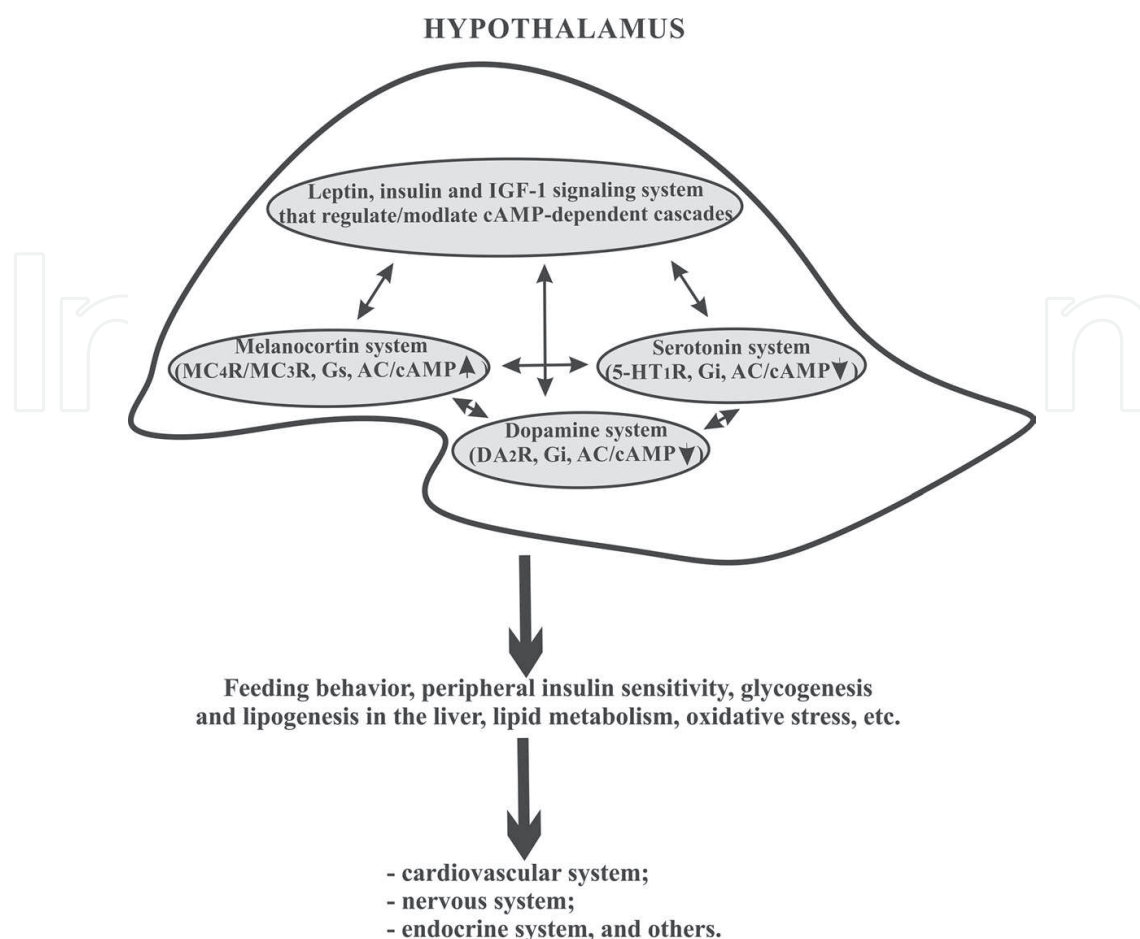 HYPOTHALAMUS
Leptin, insulin and IGF-1 signaling system
that regulate/modlate cAMP-dependent cascades
Melanocortin system
(MC4R/MC3R, Gs, AC/cAMP▲)
Serotonin system
(5-HT1R, Gi, AC/cAMP▼)
Dopamine system
(DA2R, Gi, AC/cAMP▼)
Feeding behavior, peripheral insulin sensitivity, glycogenesis
and lipogenesis in the liver, lipid metabolism, oxidative stress, etc.
- cardiovascular system;
- nervous system;
- endocrine system, and others.